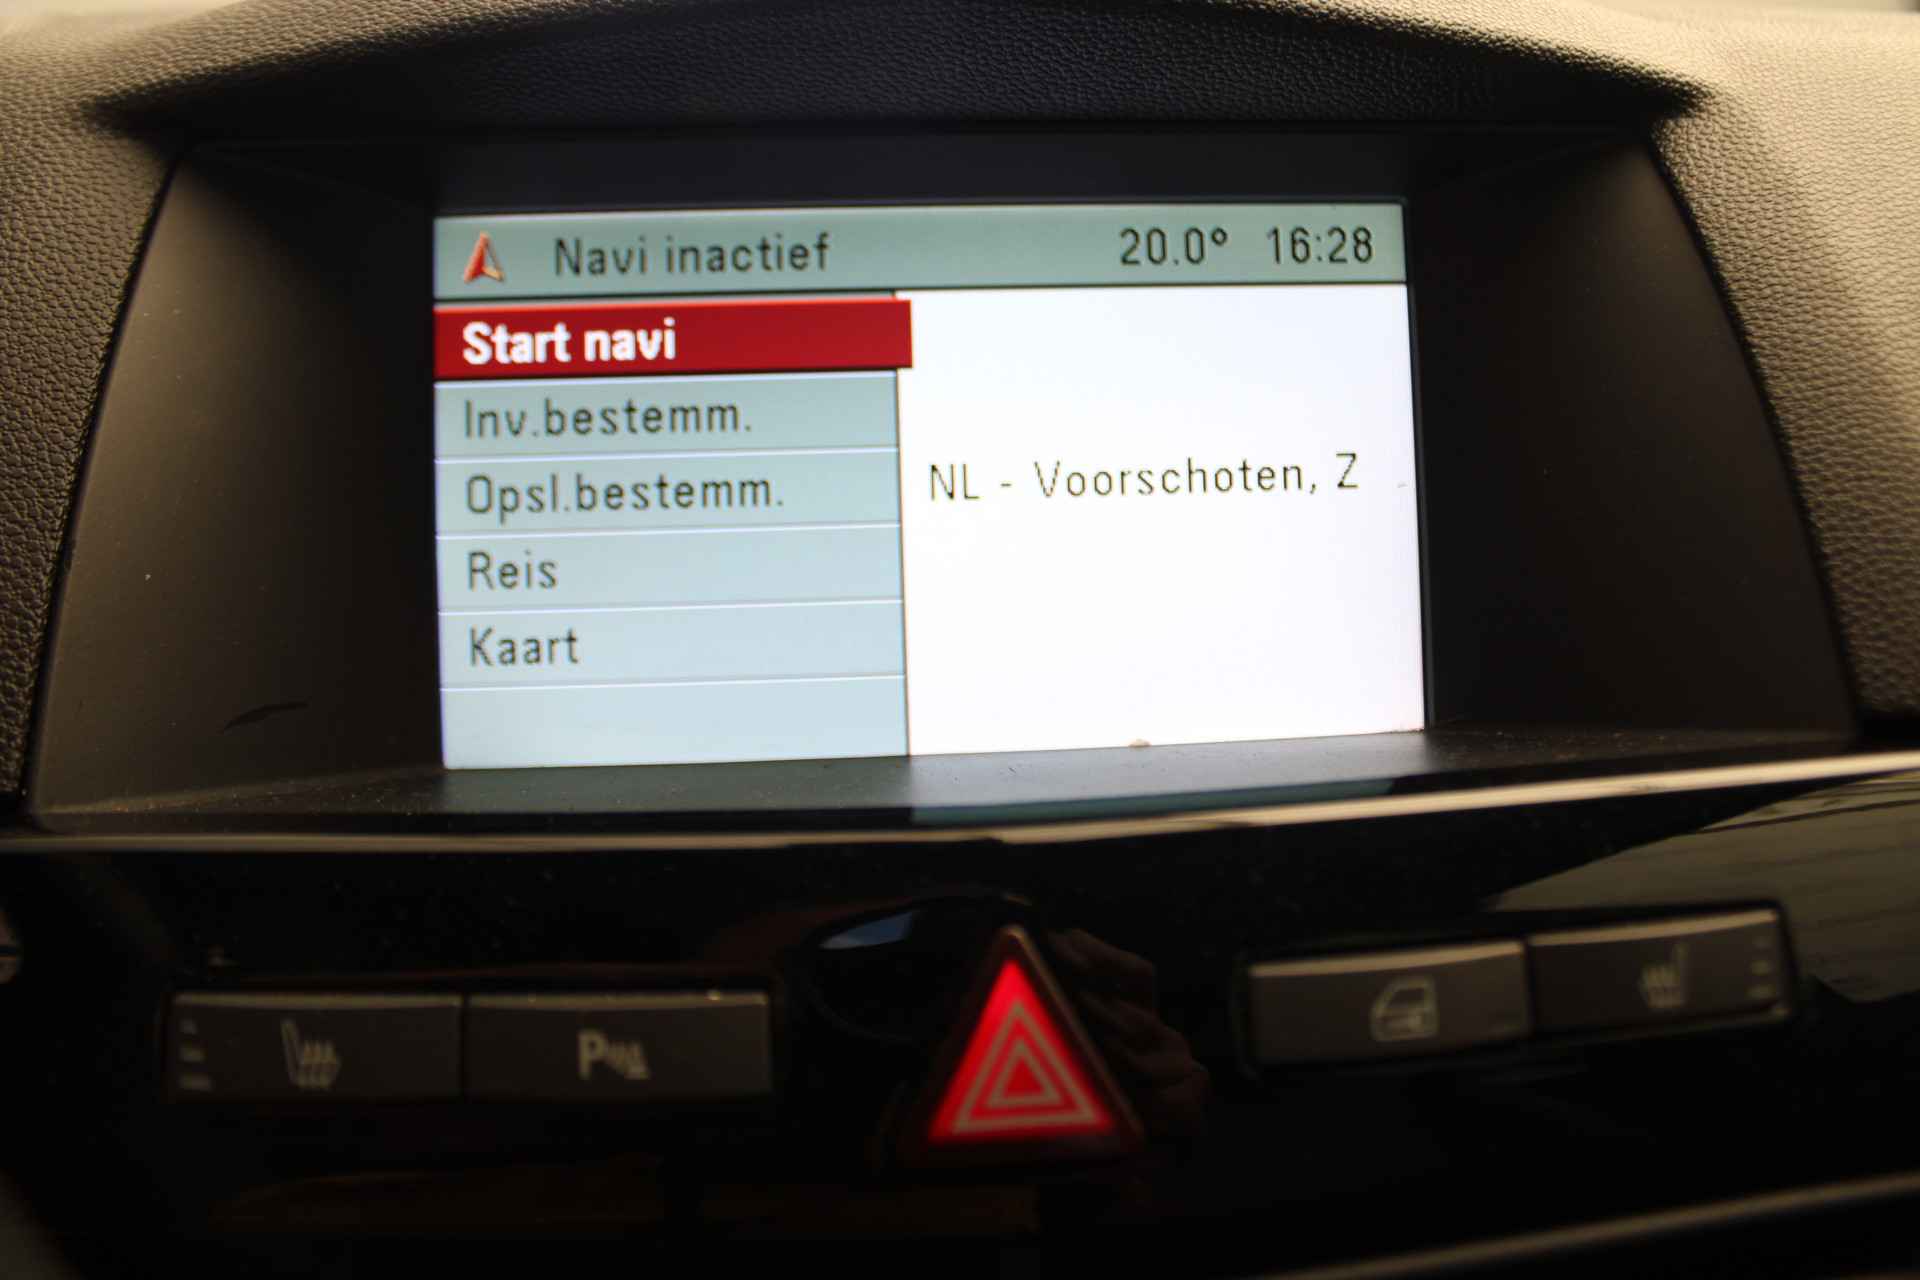 Navi inactief 20.0° 16:28
Start navi
Inv.bestemm.
Opsl.bestemm.
Reis
Kaart
NL - Voorschoten, Z
P